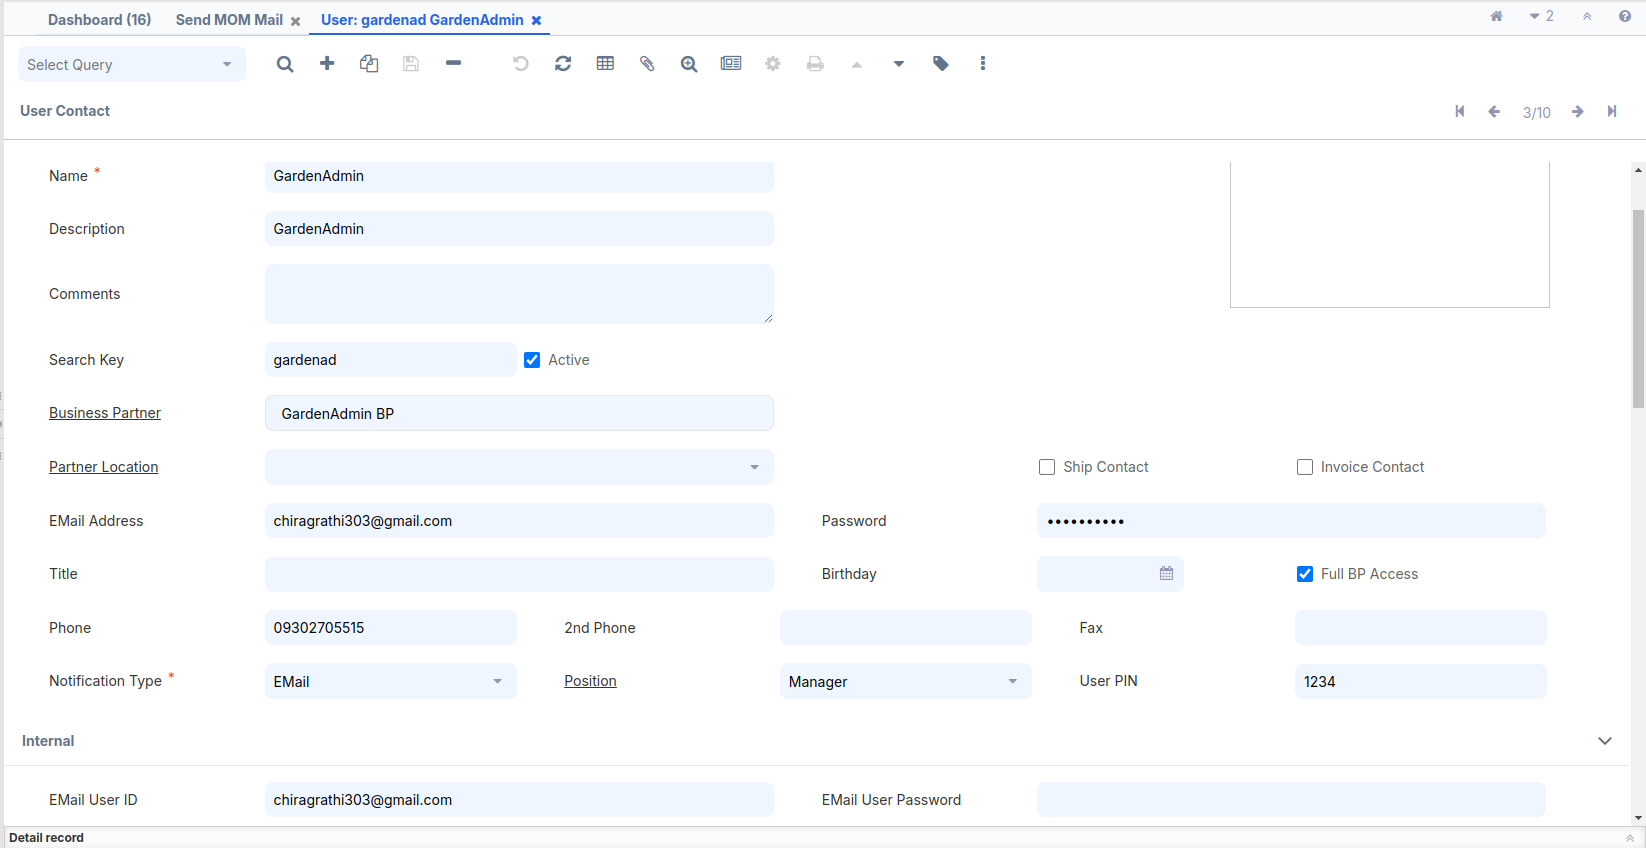 Dashboard (16) Send MOM Mail User: gardenad GardenAdmin 2
Select Query
User Contact 3/10
Name * GardenAdmin
Description GardenAdmin
Comments
Search Key gardenad Active
Business Partner GardenAdmin BP
Partner Location Ship Contact Invoice Contact
EMail Address chiragrathi303@gmail.com Password ••••••••••
Title Birthday Full BP Access
Phone 09302705515 2nd Phone Fax
Notification Type * EMail Position Manager User PIN 1234
Internal
EMail User ID chiragrathi303@gmail.com EMail User Password
Detail record